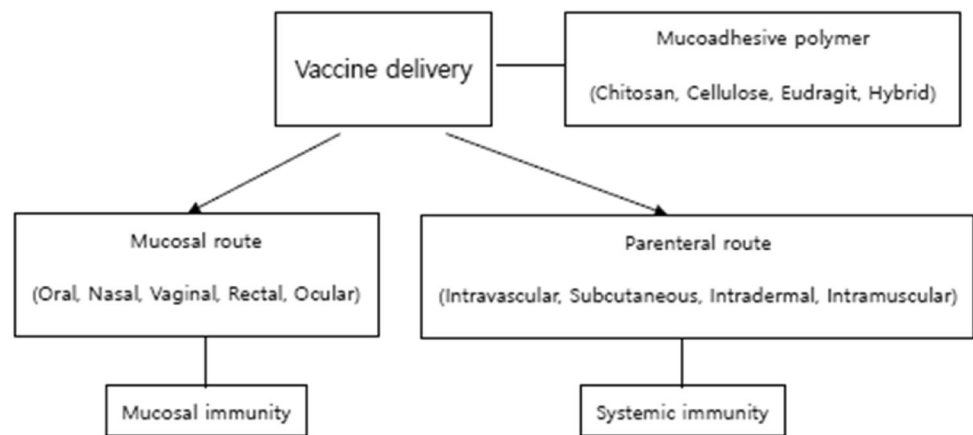 Vaccine delivery
Mucoadhesive polymer
(Chitosan, Cellulose, Eudragit, Hybrid)
Mucosal route
(Oral, Nasal, Vaginal, Rectal, Ocular)
Parenteral route
(Intravascular, Subcutaneous, Intradermal, Intramuscular)
Mucosal immunity
Systemic immunity